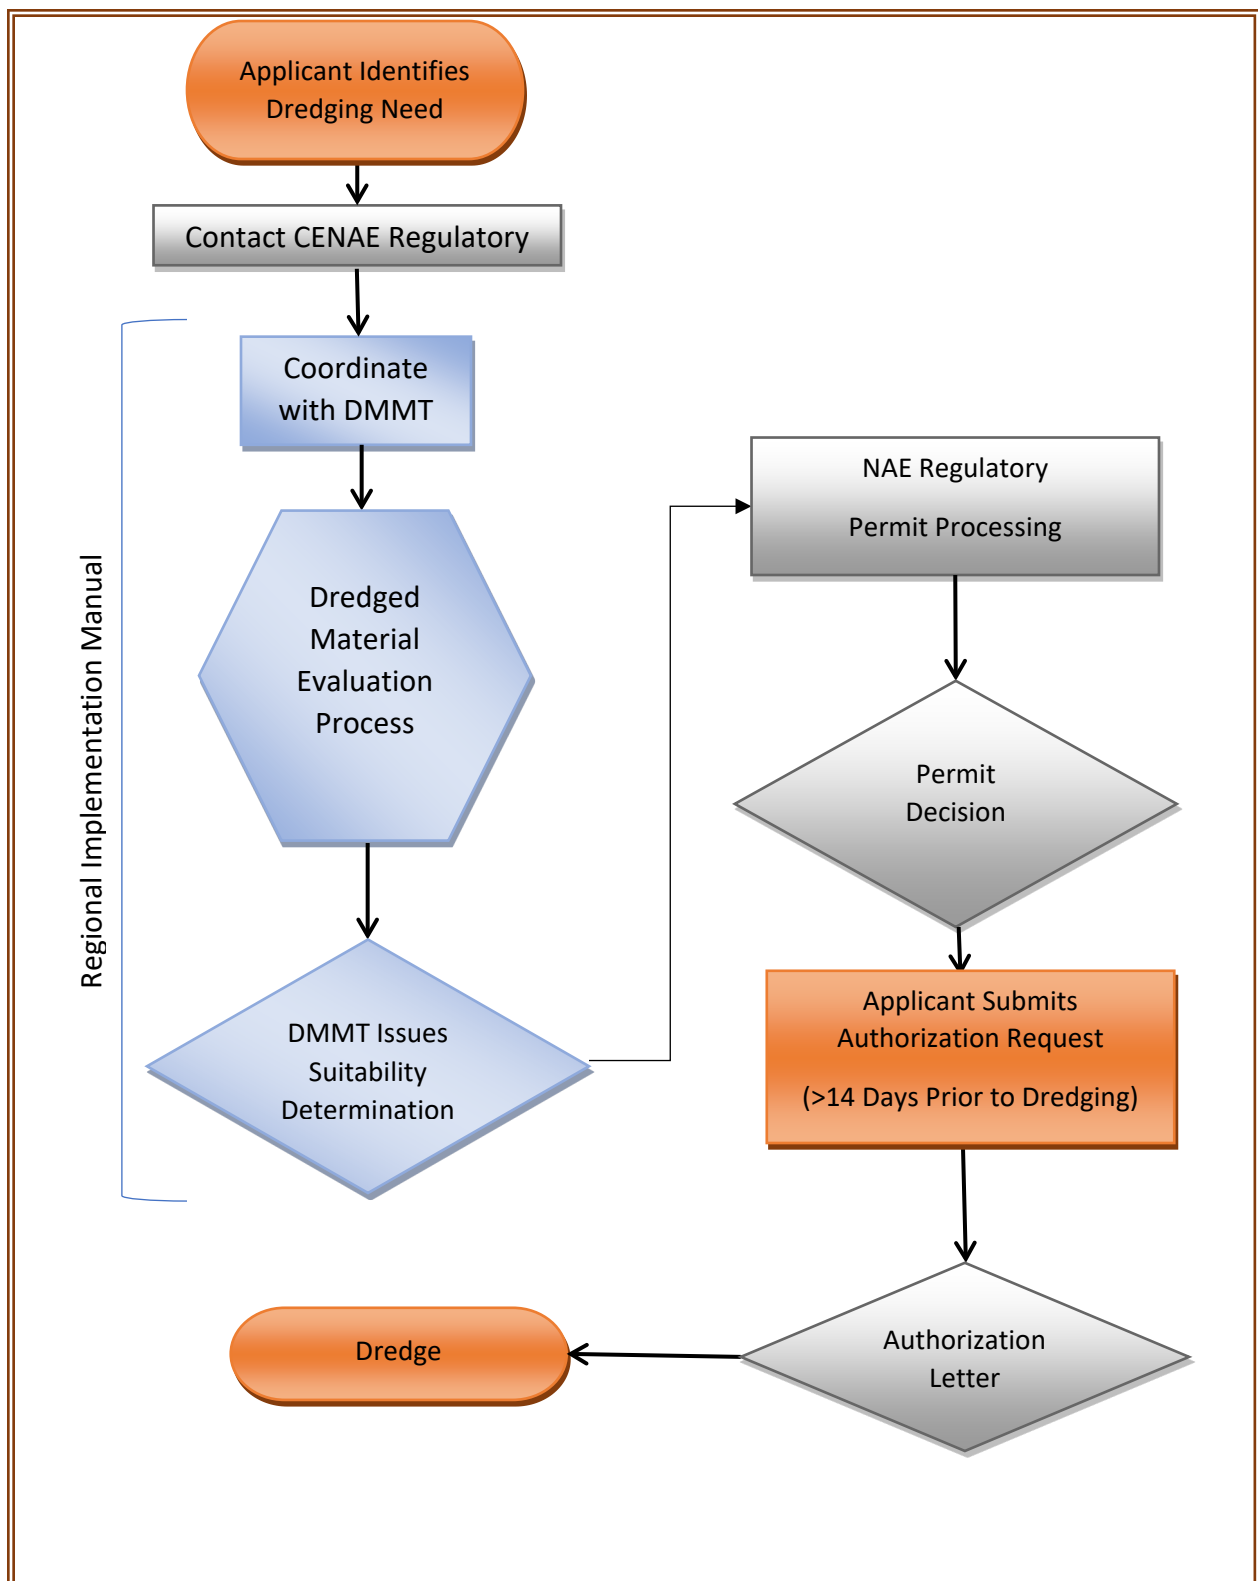 Applicant Identifies
Dredging Need
Contact CENAE Regulatory
Regional Implementation Manual
Coordinate
with DMMT
Dredged
Material
Evaluation
Process
DMMT Issues
Suitability
Determination
NAE Regulatory
Permit Processing
Permit
Decision
Applicant Submits
Authorization Request
(>14 Days Prior to Dredging)
Authorization
Letter
Dredge